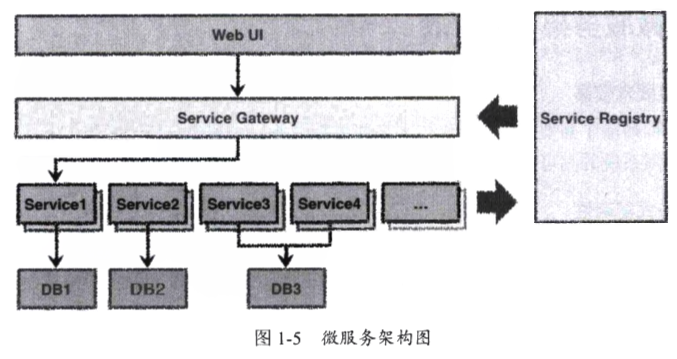 Web UI
Service Gateway
Service Registry
Service1 Service2 Service3 Service4 ...
DB1 DB2 DB3
图 1-5 微服务架构图